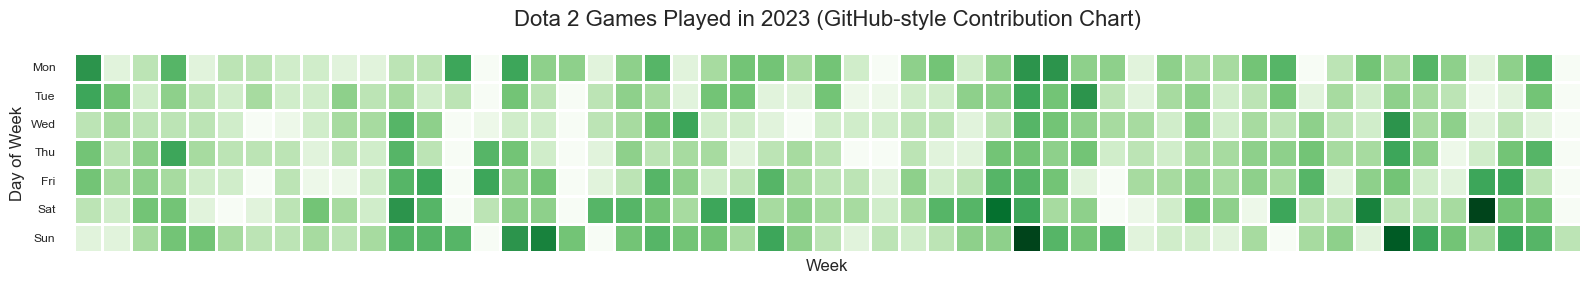 Dota 2 Games Played in 2023 (GitHub-style Contribution Chart)
Day of Week
Mon
Tue
Wed
Thu
Fri
Sat
Sun
Week